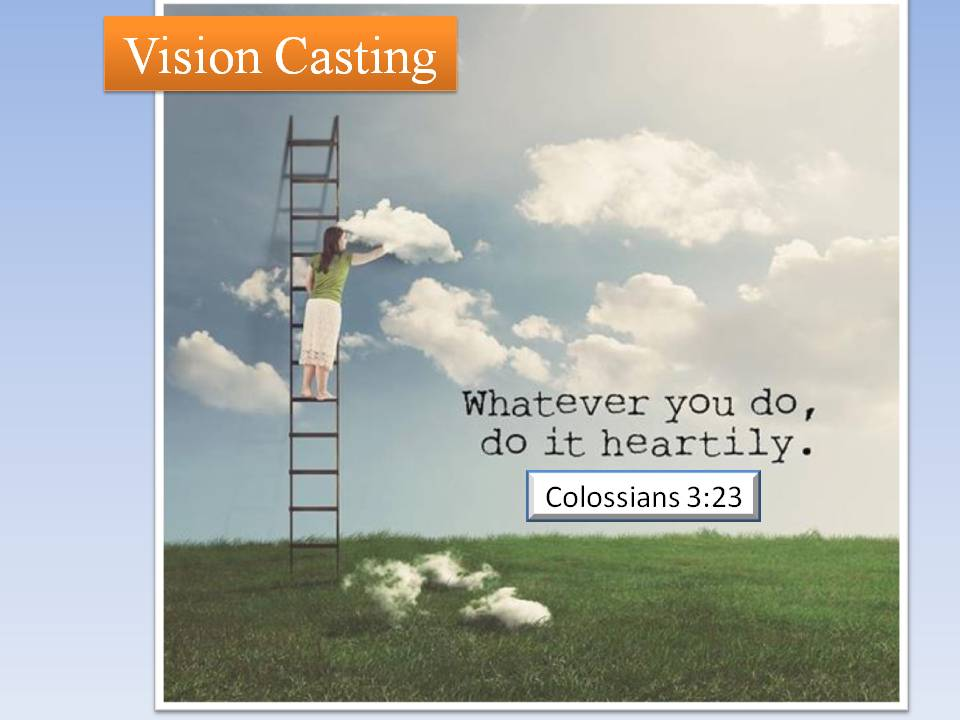 Vision Casting
Whatever you do,
do it heartily.
Colossians 3:23